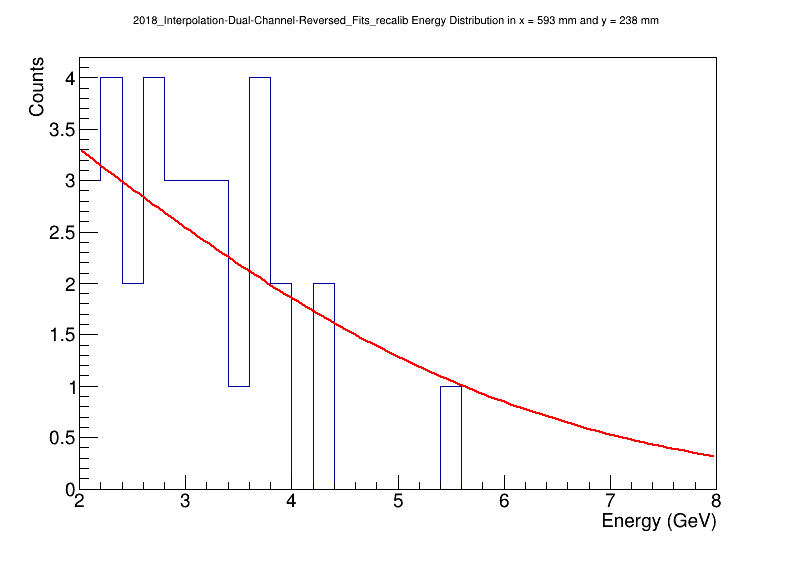 2018_Interpolation-Dual-Channel-Reversed_Fits_recalib Energy Distribution in x = 593 mm and y = 238 mm
Counts
4
3.5
3
2.5
2
1.5
1
0.5
0
2 3 4 5 6 7 8
Energy (GeV)